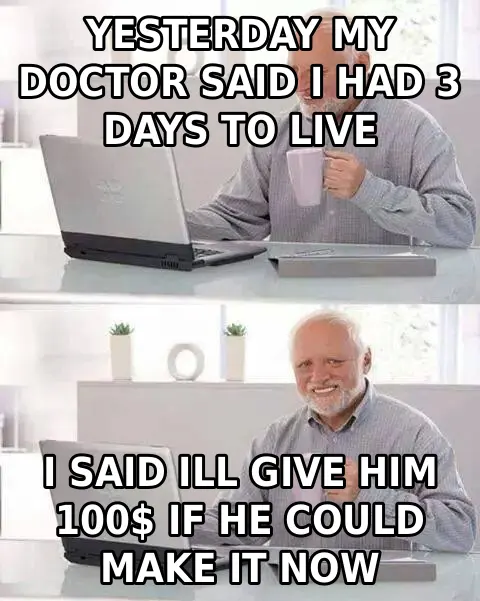 YESTERDAY MY
DOCTOR SAID I HAD 3
DAYS TO LIVE
I SAID ILL GIVE HIM
100$ IF HE COULD
MAKE IT NOW